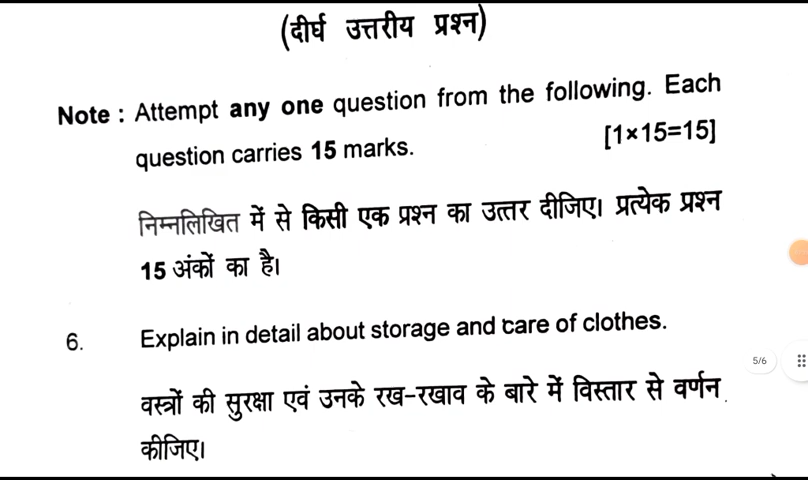 (दीर्घ उत्तरीय प्रश्न)
Note : Attempt any one question from the following. Each
question carries 15 marks. [1×15=15]
निम्नलिखित में से किसी एक प्रश्न का उत्तर दीजिए। प्रत्येक प्रश्न
15 अंकों का है।
6. Explain in detail about storage and care of clothes.
5/6
वस्त्रों की सुरक्षा एवं उनके रख-रखाव के बारे में विस्तार से वर्णन
कीजिए।